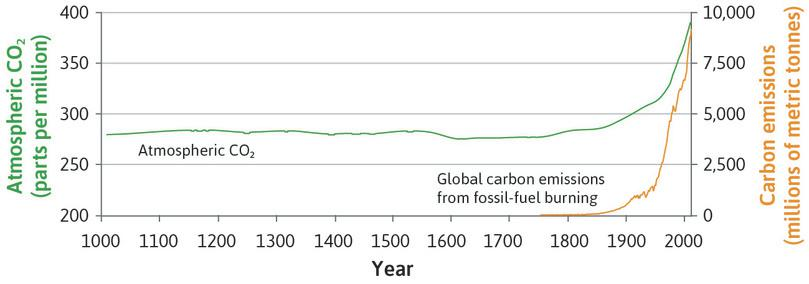 Atmospheric CO₂
(parts per million)
400
350
300
250
200
Atmospheric CO₂
Global carbon emissions
from fossil-fuel burning
10,000
7,500
5,000
2,500
0
Carbon emissions
(millions of metric tonnes)
1000 1100 1200 1300 1400 1500 1600 1700 1800 1900 2000
Year